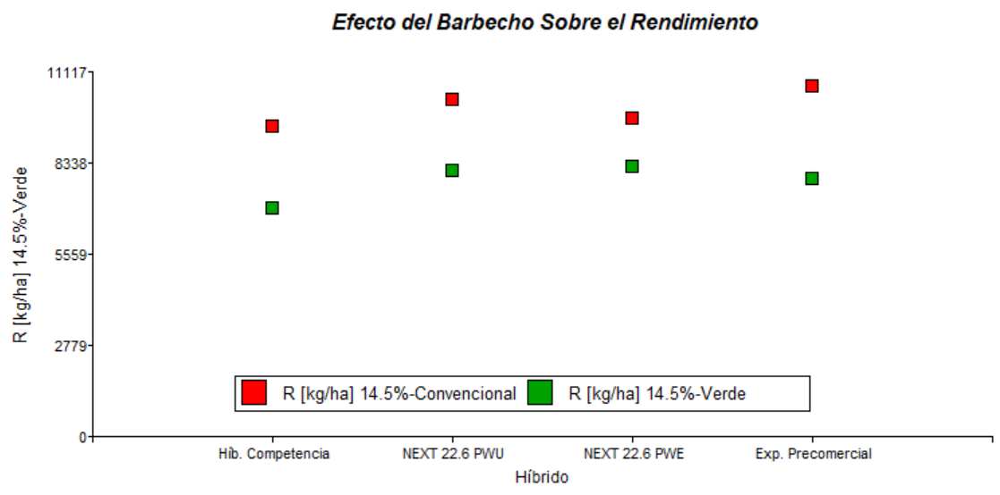 Efecto del Barbecho Sobre el Rendimiento
11117
8338
5559
2779
0
R [kg/ha] 14.5%-Verde
R [kg/ha] 14.5%-Convencional
R [kg/ha] 14.5%-Verde
Híb. Competencia
NEXT 22.6 PWU
NEXT 22.6 PWE
Exp. Precomercial
Híbrido